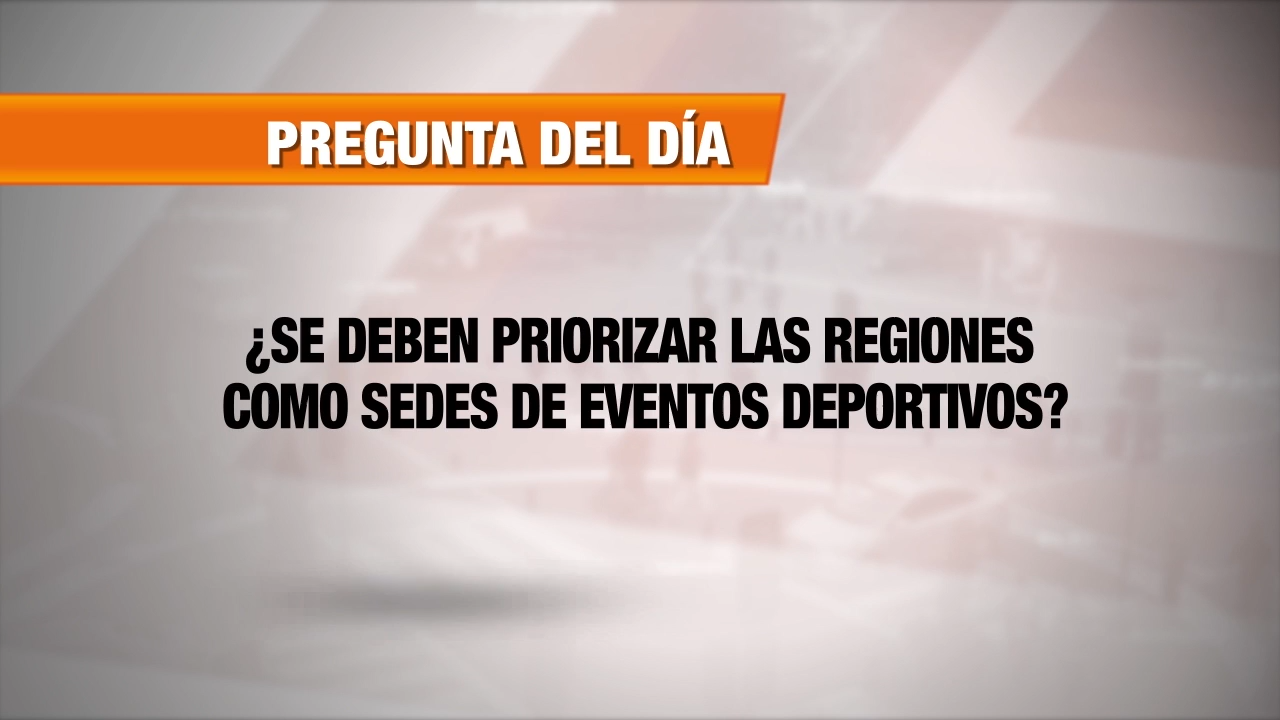 PREGUNTA DEL DÍA
¿SE DEBEN PRIORIZAR LAS REGIONES
COMO SEDES DE EVENTOS DEPORTIVOS?